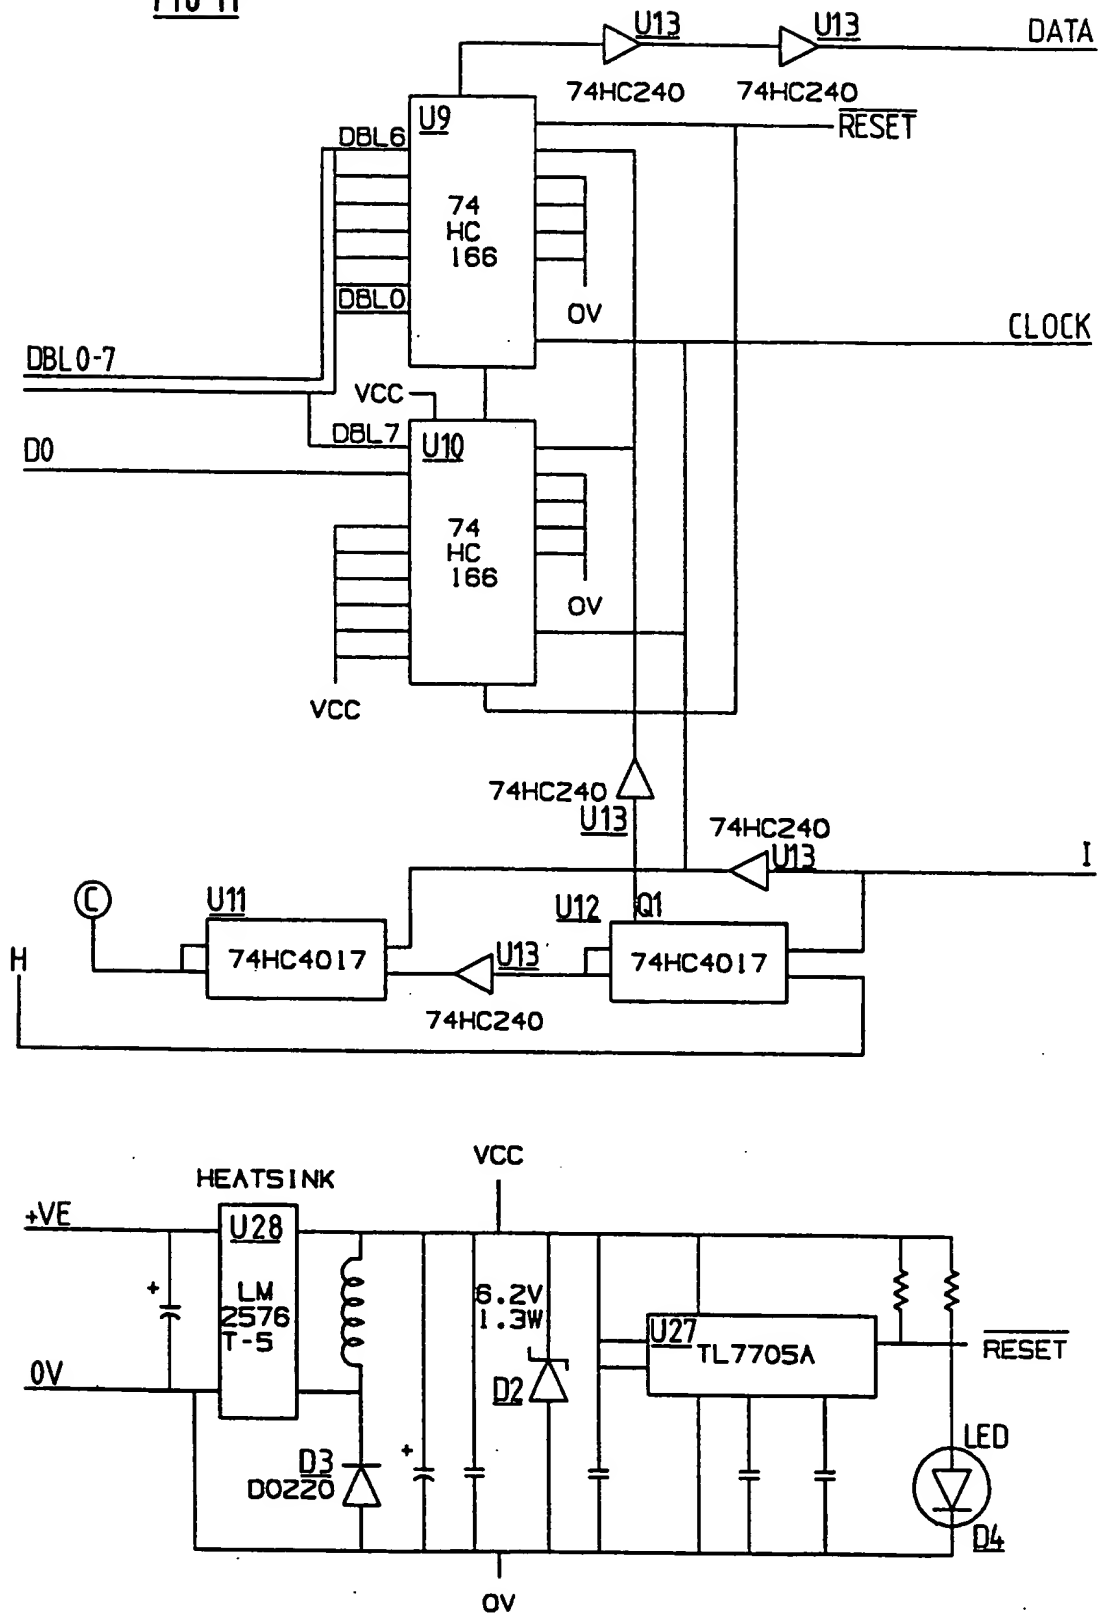 FIG 11
U13 U13 DATA
74HC240 74HC240
U9 RESET
DBL6
74
HC
166
DBL0
0V
CLOCK
DBL0-7
VCC
DBL7
U10
D0
74
HC
166
0V
VCC
74HC240
U13
74HC240
U13
I
C
U11
U12 Q1
H
74HC4017
U13
74HC4017
74HC240
VCC
HEATSINK
+VE
U28
+
LM
2576
T-5
6.2V
1.3W
U27
TL7705A
RESET
0V
D2
LED
D3
DO220
+
D4
0V